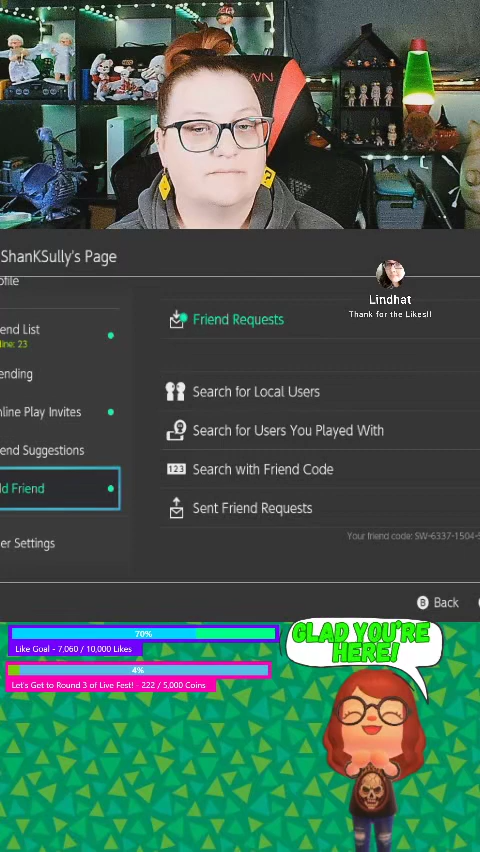 ShanKSully's Page
ofile
end List
line: 23
ending
nline Play Invites
end Suggestions
d Friend
er Settings
Lindhat
Thank for the Likes!!
Friend Requests
Search for Local Users
Search for Users You Played With
123 Search with Friend Code
Sent Friend Requests
Your friend code: SW-6337-1504-
B Back
70%
Like Goal - 7,060 / 10,000 Likes
4%
Let's Get to Round 3 of Live Fest! - 222 / 5,000 Coins
GLAD YOU'RE
HERE!